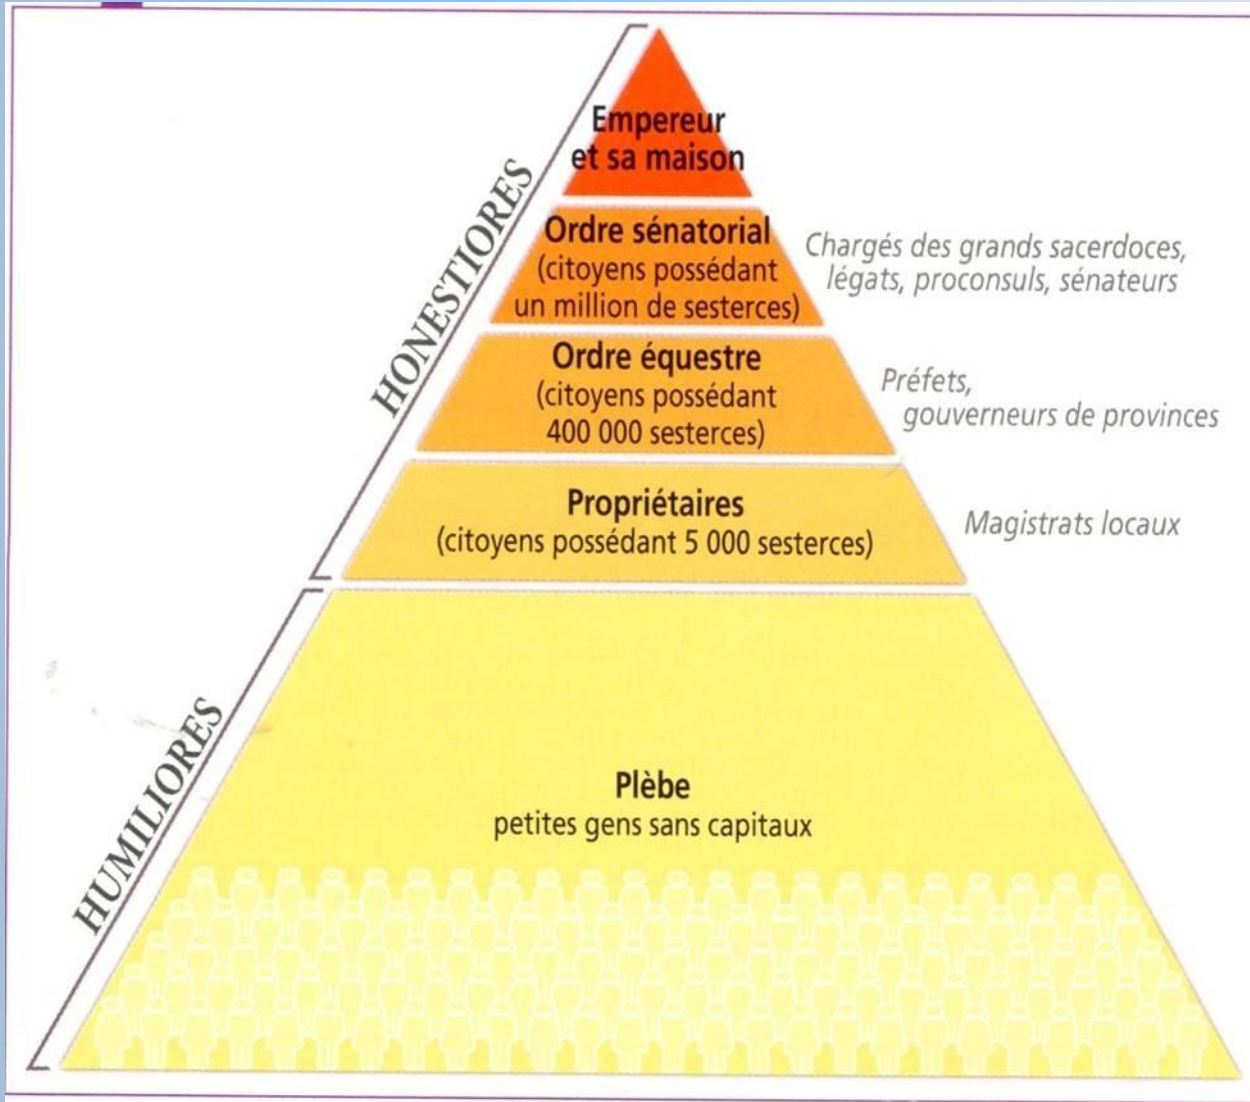 Empereur
et sa maison
HONESTIORES
Ordre sénatorial
(citoyens possédant
un million de sesterces)
Chargés des grands sacerdoces,
légats, proconsuls, sénateurs
Ordre équestre
(citoyens possédant
400 000 sesterces)
Préfets,
gouverneurs de provinces
Propriétaires
(citoyens possédant 5 000 sesterces)
Magistrats locaux
HUMILIORES
Plèbe
petites gens sans capitaux